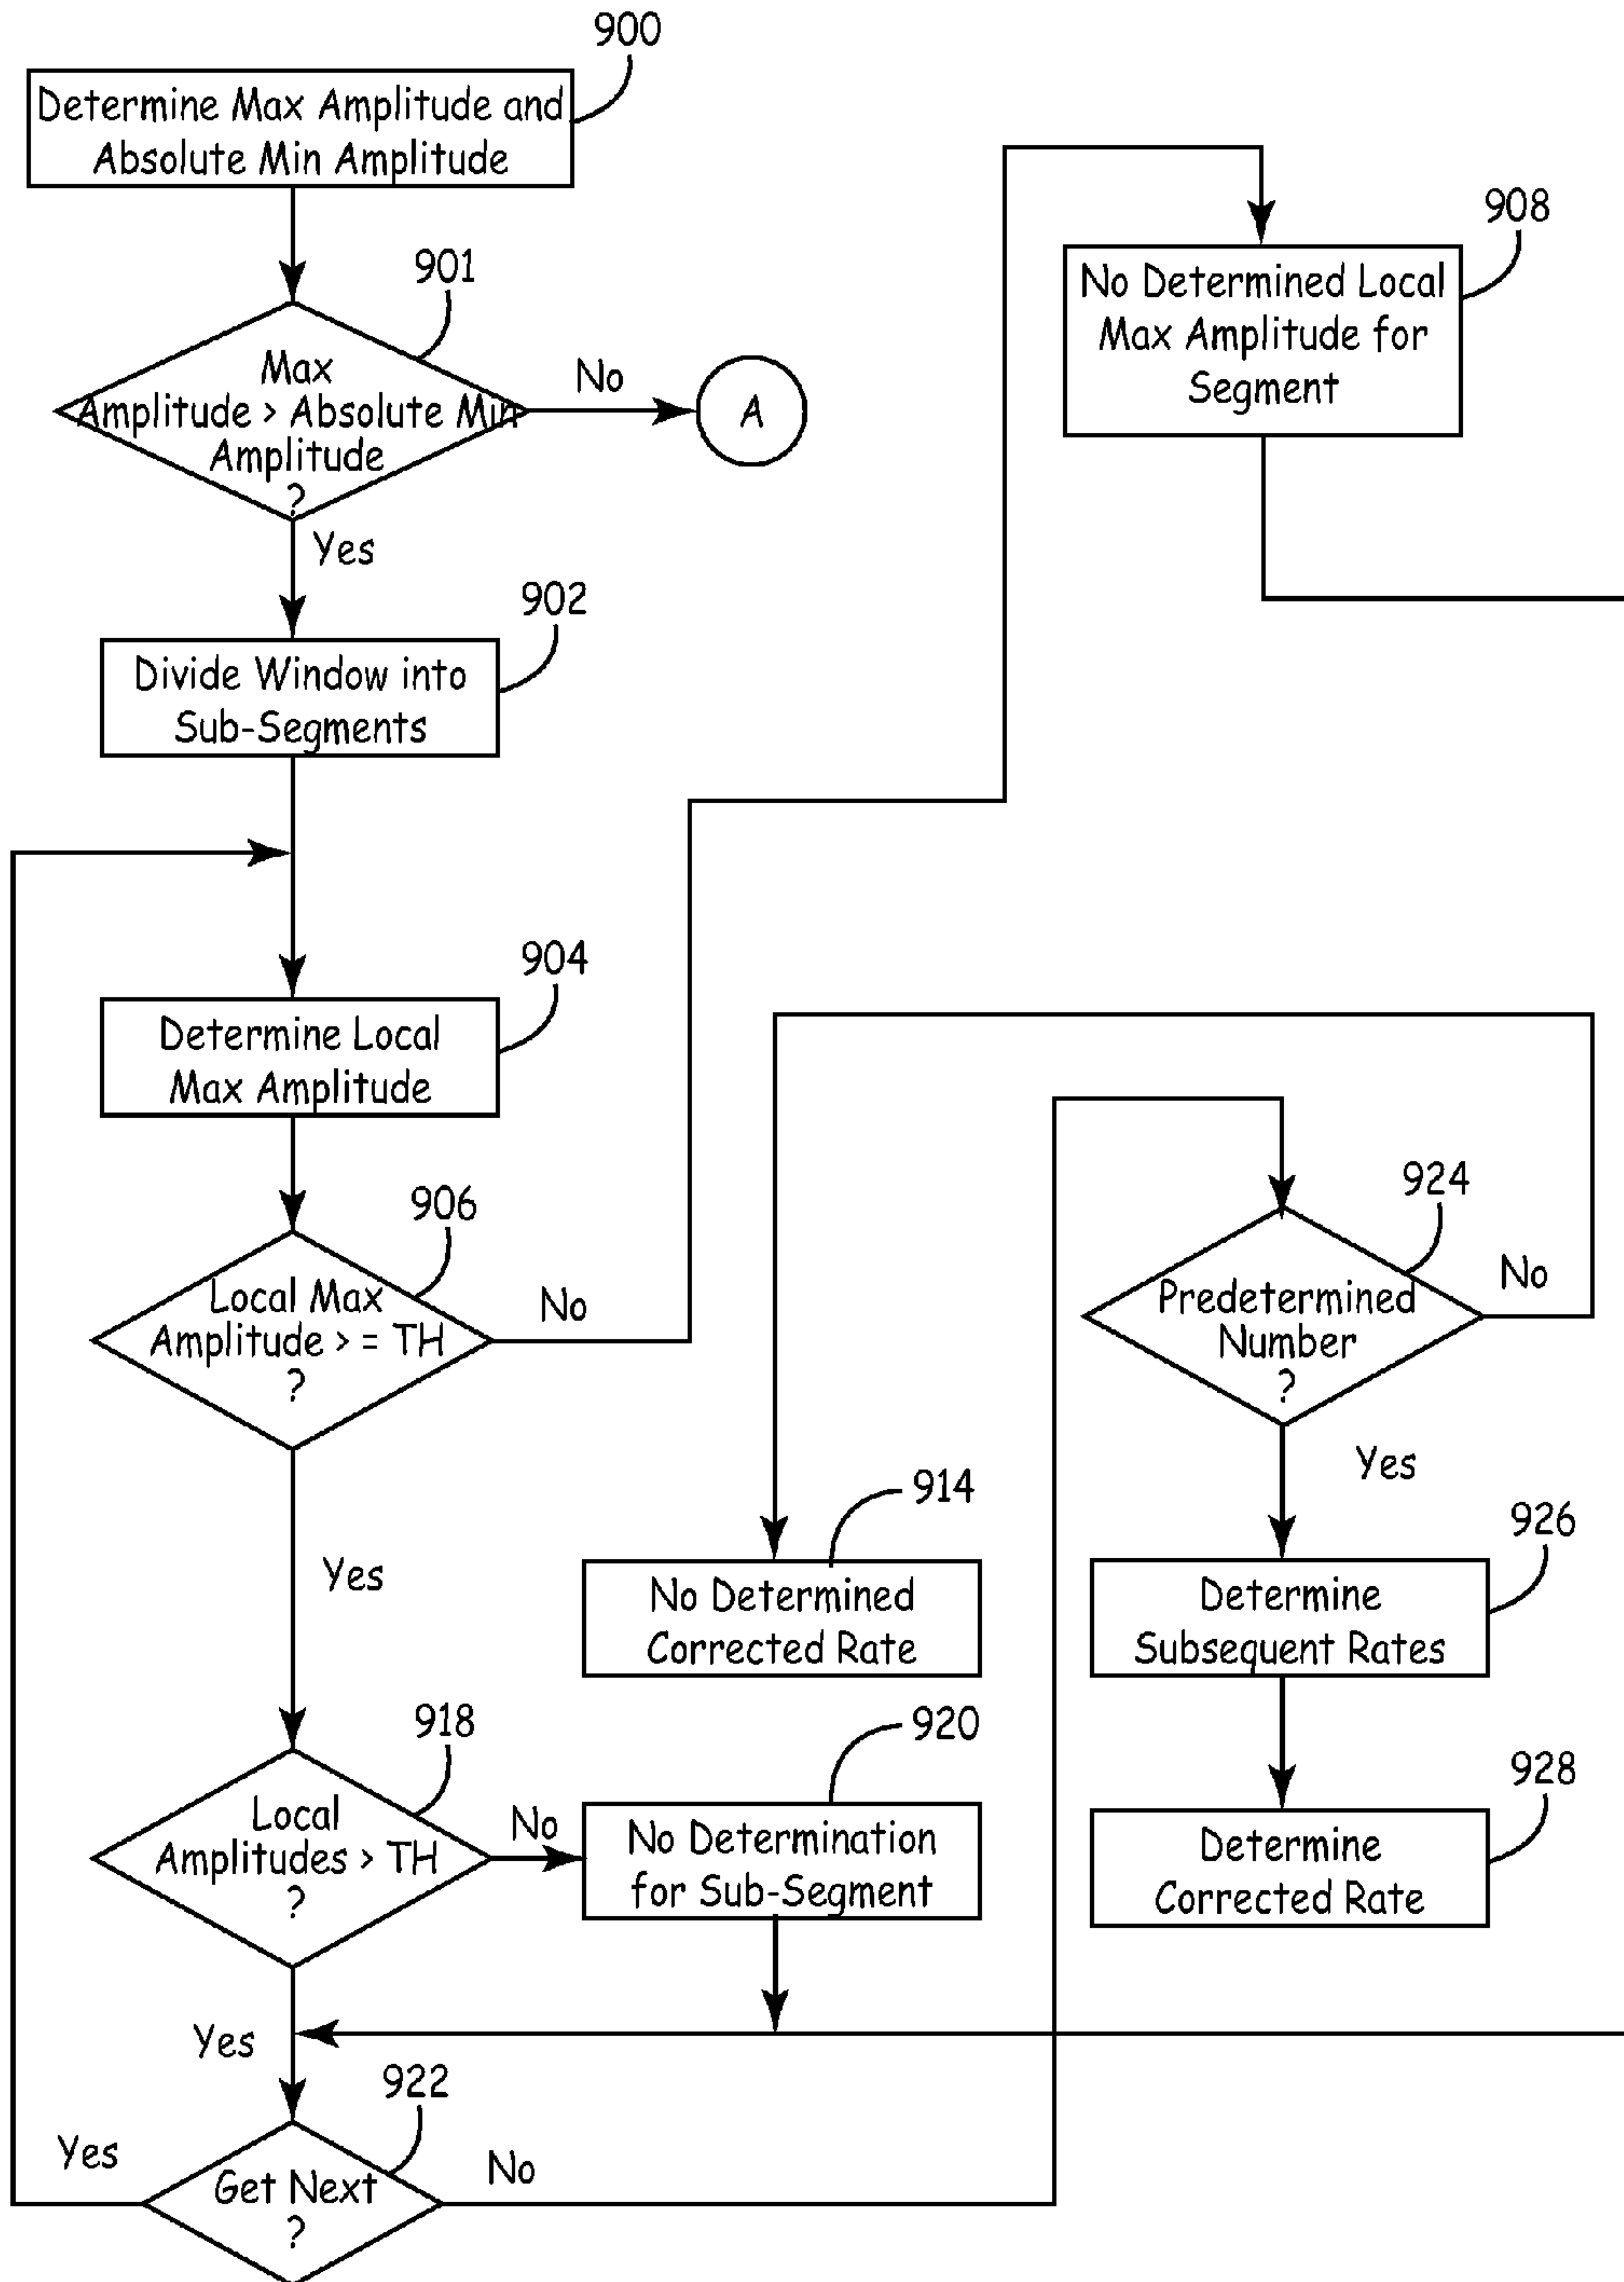 900
Determine Max Amplitude and
Absolute Min Amplitude
901
Max
Amplitude > Absolute Min
Amplitude
?
No
A
Yes
902
Divide Window into
Sub-Segments
904
Determine Local
Max Amplitude
906
Local Max
Amplitude > = TH
?
No
Yes
908
No Determined Local
Max Amplitude for
Segment
914
No Determined
Corrected Rate
918
Local
Amplitudes > TH
?
No
Yes
920
No Determination
for Sub-Segment
922
Get Next
?
Yes
No
924
Predetermined
Number
?
No
Yes
926
Determine
Subsequent Rates
928
Determine
Corrected Rate